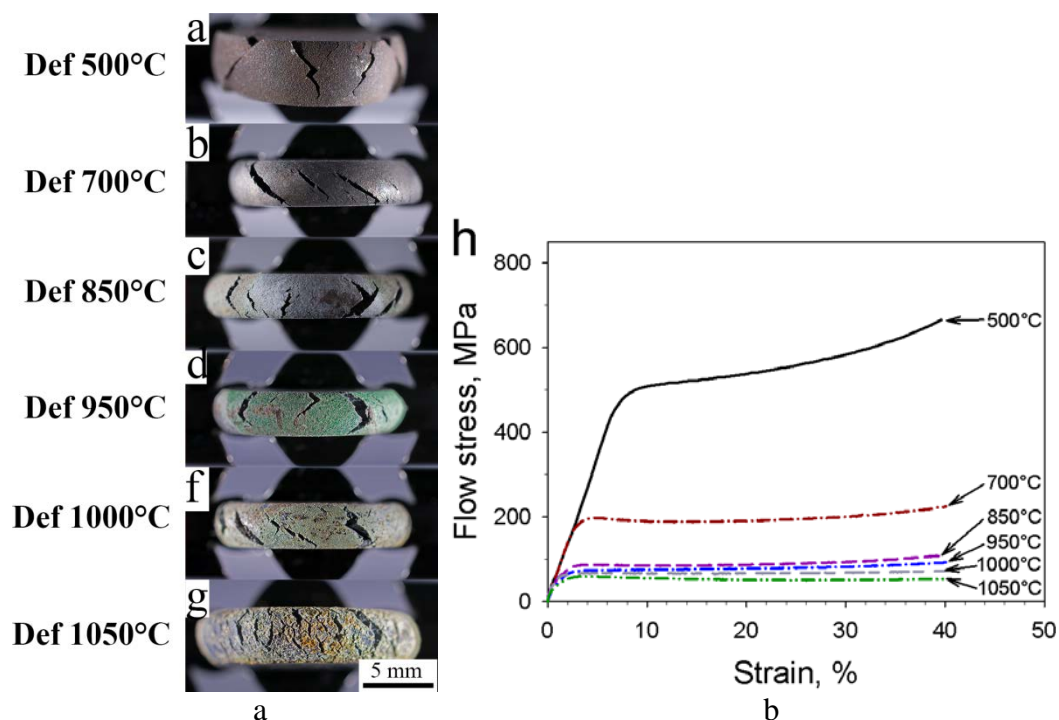 a
Def 500°C
b
Def 700°C
c
Def 850°C
d
Def 950°C
f
Def 1000°C
g
Def 1050°C
5 mm
a
h
Flow stress, MPa
800
600
400
200
0
0
10
20
30
40
50
Strain, %
500°C
700°C
850°C
950°C
1000°C
1050°C
b